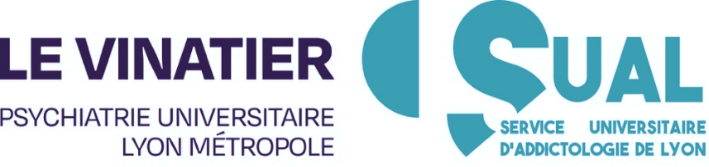 LE VINATIER
PSYCHIATRIE UNIVERSITAIRE
LYON MÉTROPOLE
SUAL
SERVICE UNIVERSITAIRE
D'ADDICTOLOGIE DE LYON